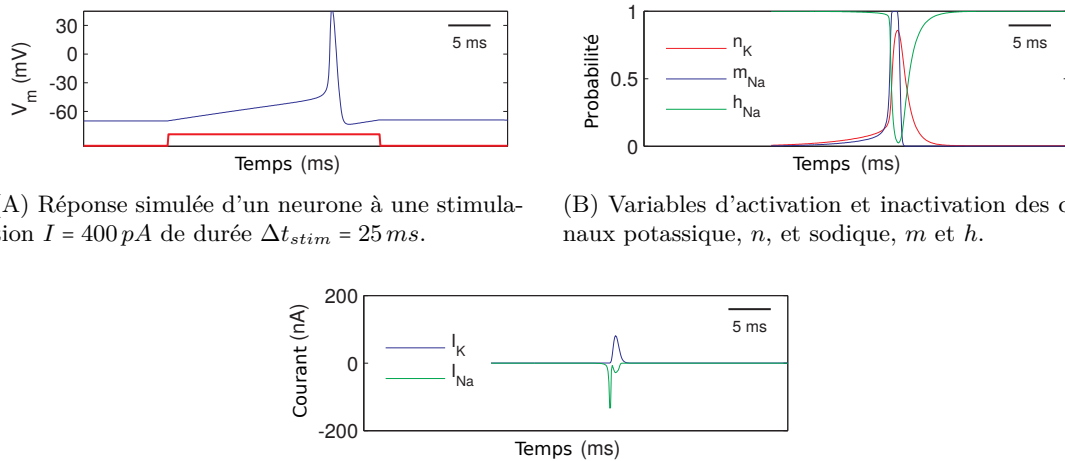 30
0
-30
-60
V_m (mV)
5 ms
Temps (ms)
1
0.5
0
Probabilité
n_K
m_Na
h_Na
5 ms
Temps (ms)
(A) Réponse simulée d'un neurone à une stimula-
tion I = 400 pA de durée Δt_stim = 25 ms.
(B) Variables d'activation et inactivation des
naux potassique, n, et sodique, m et h.
200
0
-200
Courant (nA)
I_K
I_Na
5 ms
Temps (ms)